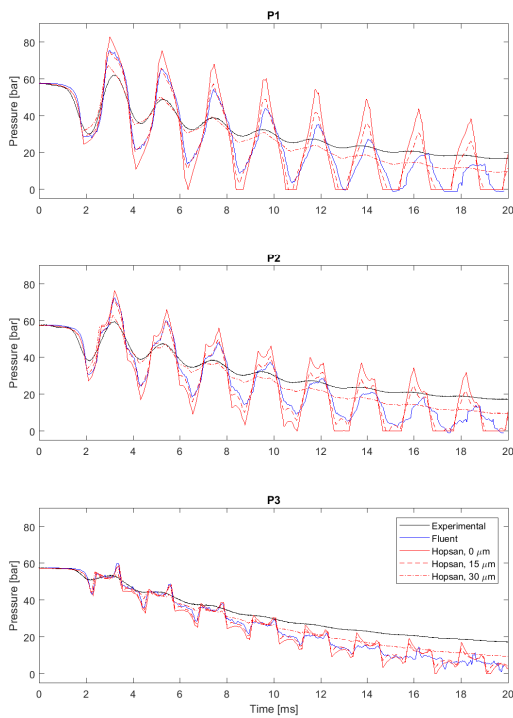 P1
Pressure [bar]
80
60
40
20
0
0 2 4 6 8 10 12 14 16 18 20
P2
Pressure [bar]
80
60
40
20
0
0 2 4 6 8 10 12 14 16 18 20
P3
Pressure [bar]
80
60
40
20
0
Experimental
Fluent
Hopsan, 0 μm
Hopsan, 15 μm
Hopsan, 30 μm
0 2 4 6 8 10 12 14 16 18 20
Time [ms]